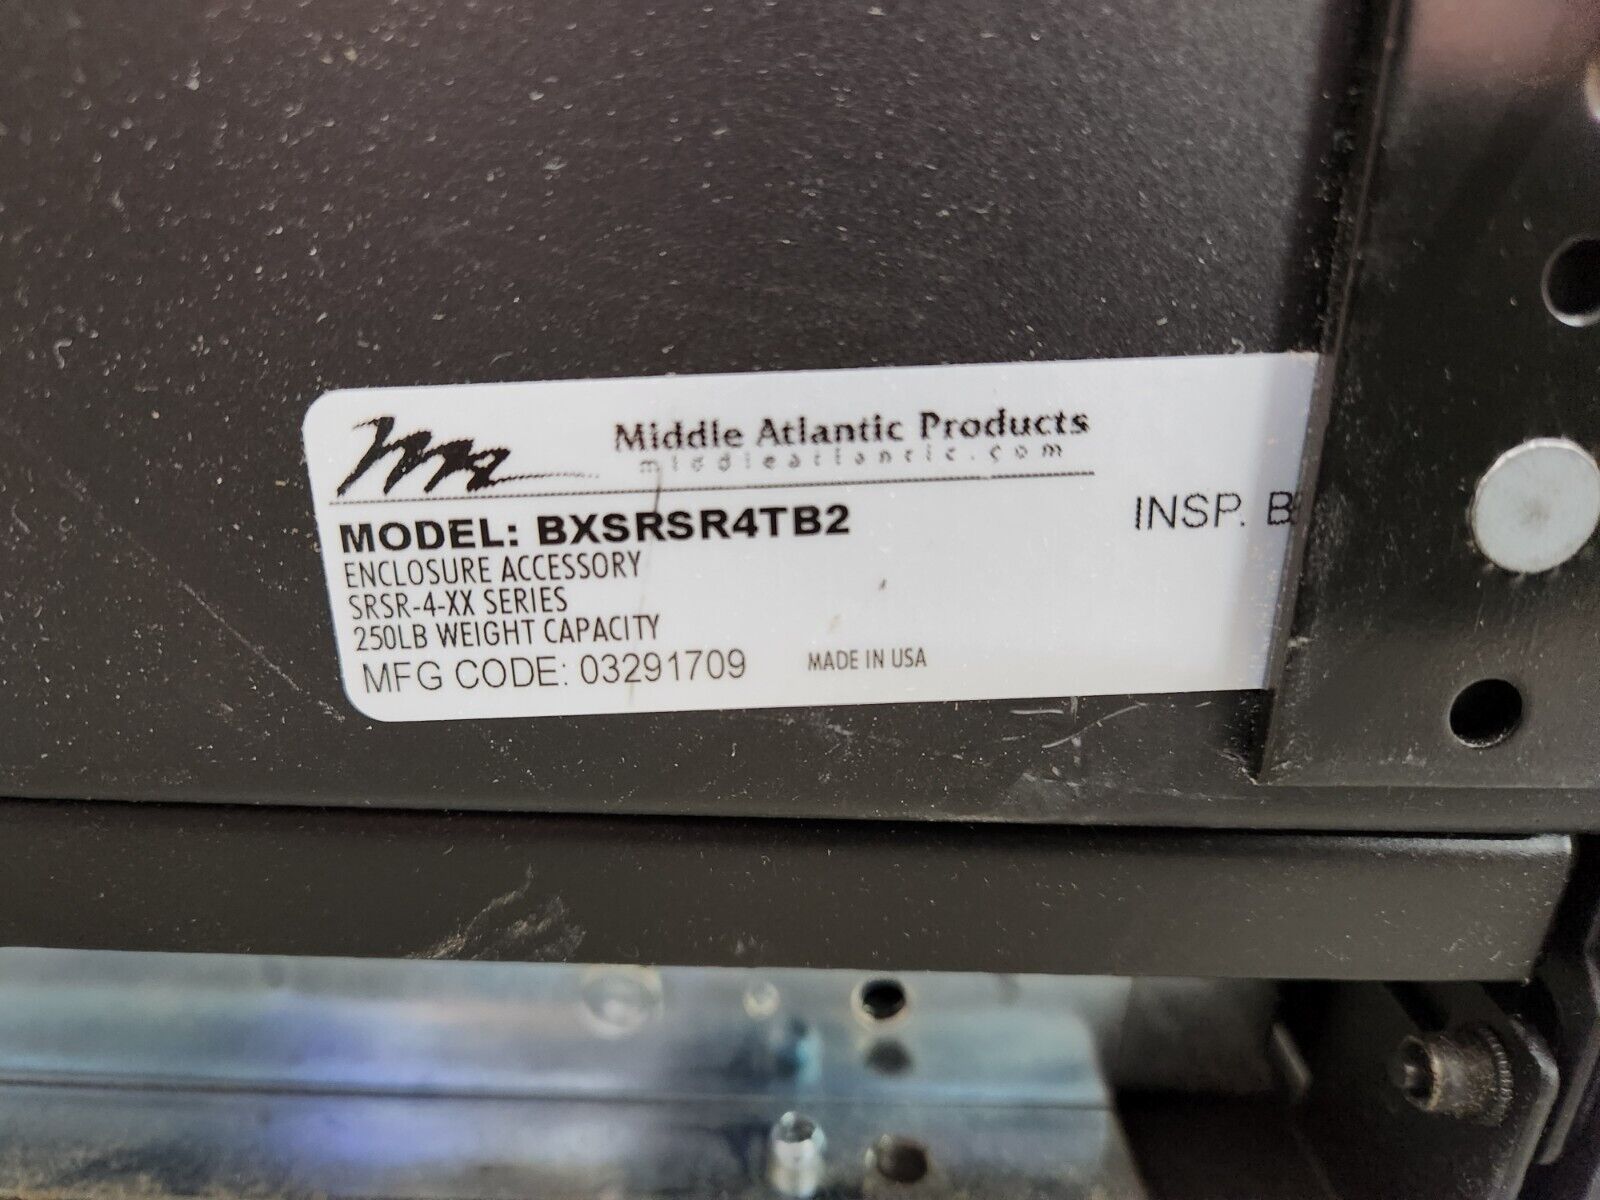 Middle Atlantic Products
middleatlantic.com
MODEL: BXSRSR4TB2
INSP. B
ENCLOSURE ACCESSORY
SRSR-4-XX SERIES
250LB WEIGHT CAPACITY
MFG CODE: 03291709
MADE IN USA